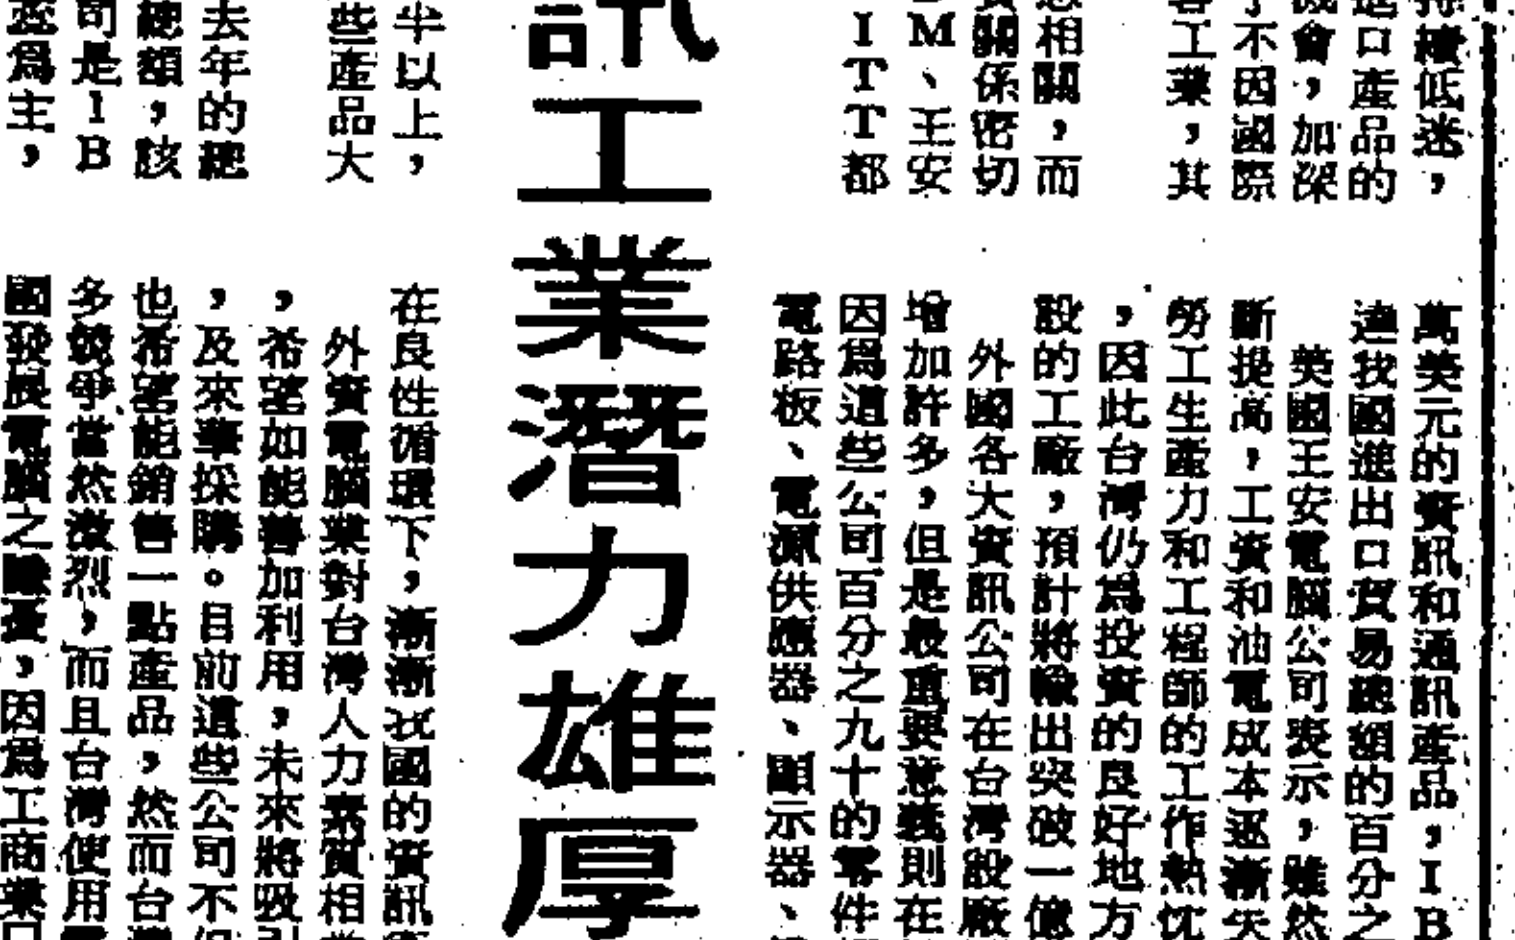 持續低迷，
進口產品的
機會，加深
了不因國際
工業，其
息相關，而
資關係密切
M、王安
ITT都
訊工業潛力雄厚
半以上，
些產品大
去年的總
總額，該
司是IB
蕊為主，
萬美元的資訊和通訊產品，IB
達我國進出口貿易總額的百分之
英國王安電腦公司表示，雖然
斷提高，工資和油電成本逐漸失
勞工生產力和工程師的工作熱忱
，因此台灣仍爲投資的良好地方
設的工廠，預計將輸出突破一億
外國各大資訊公司在台灣設廠
增加許多，但是最重要意義則在
因爲這些公司百分之九十的零件
電路板、電源供應器、顯示器、
在良性循環下，漸漸我國的資訊
外資電腦業對台灣人力素質相當
，希望如能善加利用，未來將吸引
，及來華採購。目前這些公司不但
也希望能銷售一點產品，然而台灣
多競爭當然激烈，而且台灣使用
國發展電腦之，因爲工商業